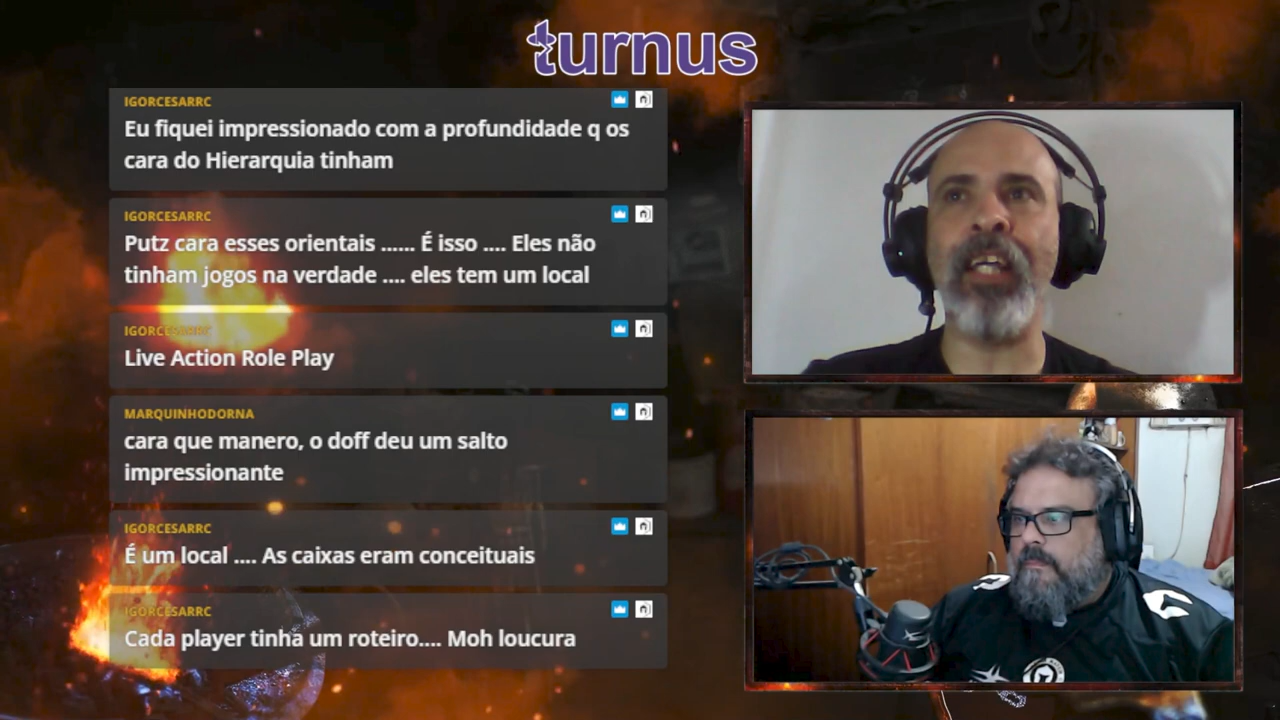 turnus
IGORCESARRC
Eu fiquei impressionado com a profundidade q os
cara do Hierarquia tinham
IGORCESARRC
Putz cara esses orientais ...... É isso .... Eles não
tinham jogos na verdade .... eles tem um local
IGORCESARRC
Live Action Role Play
MARQUINHODORNA
cara que manero, o doff deu um salto
impressionante
IGORCESARRC
É um local .... As caixas eram conceituais
IGORCESARRC
Cada player tinha um roteiro.... Moh loucura